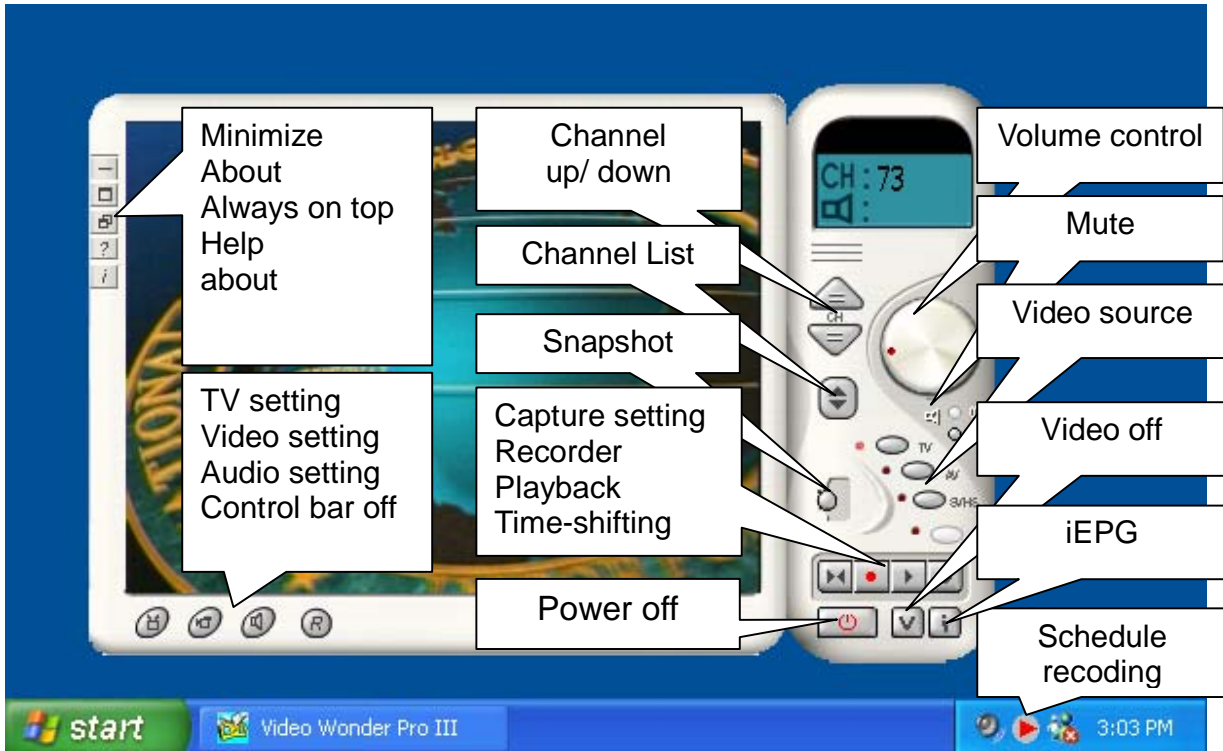 Minimize
About
Always on top
Help
about
TV setting
Video setting
Audio setting
Control bar off
Channel
up/ down
Channel List
Snapshot
Capture setting
Recorder
Playback
Time-shifting
Power off
CH : 73
CH
TV
AV
SVHS
Volume control
Mute
Video source
Video off
iEPG
Schedule
recoding
TIONA
? 
i
R
V
i
start
Video Wonder Pro III
3:03 PM